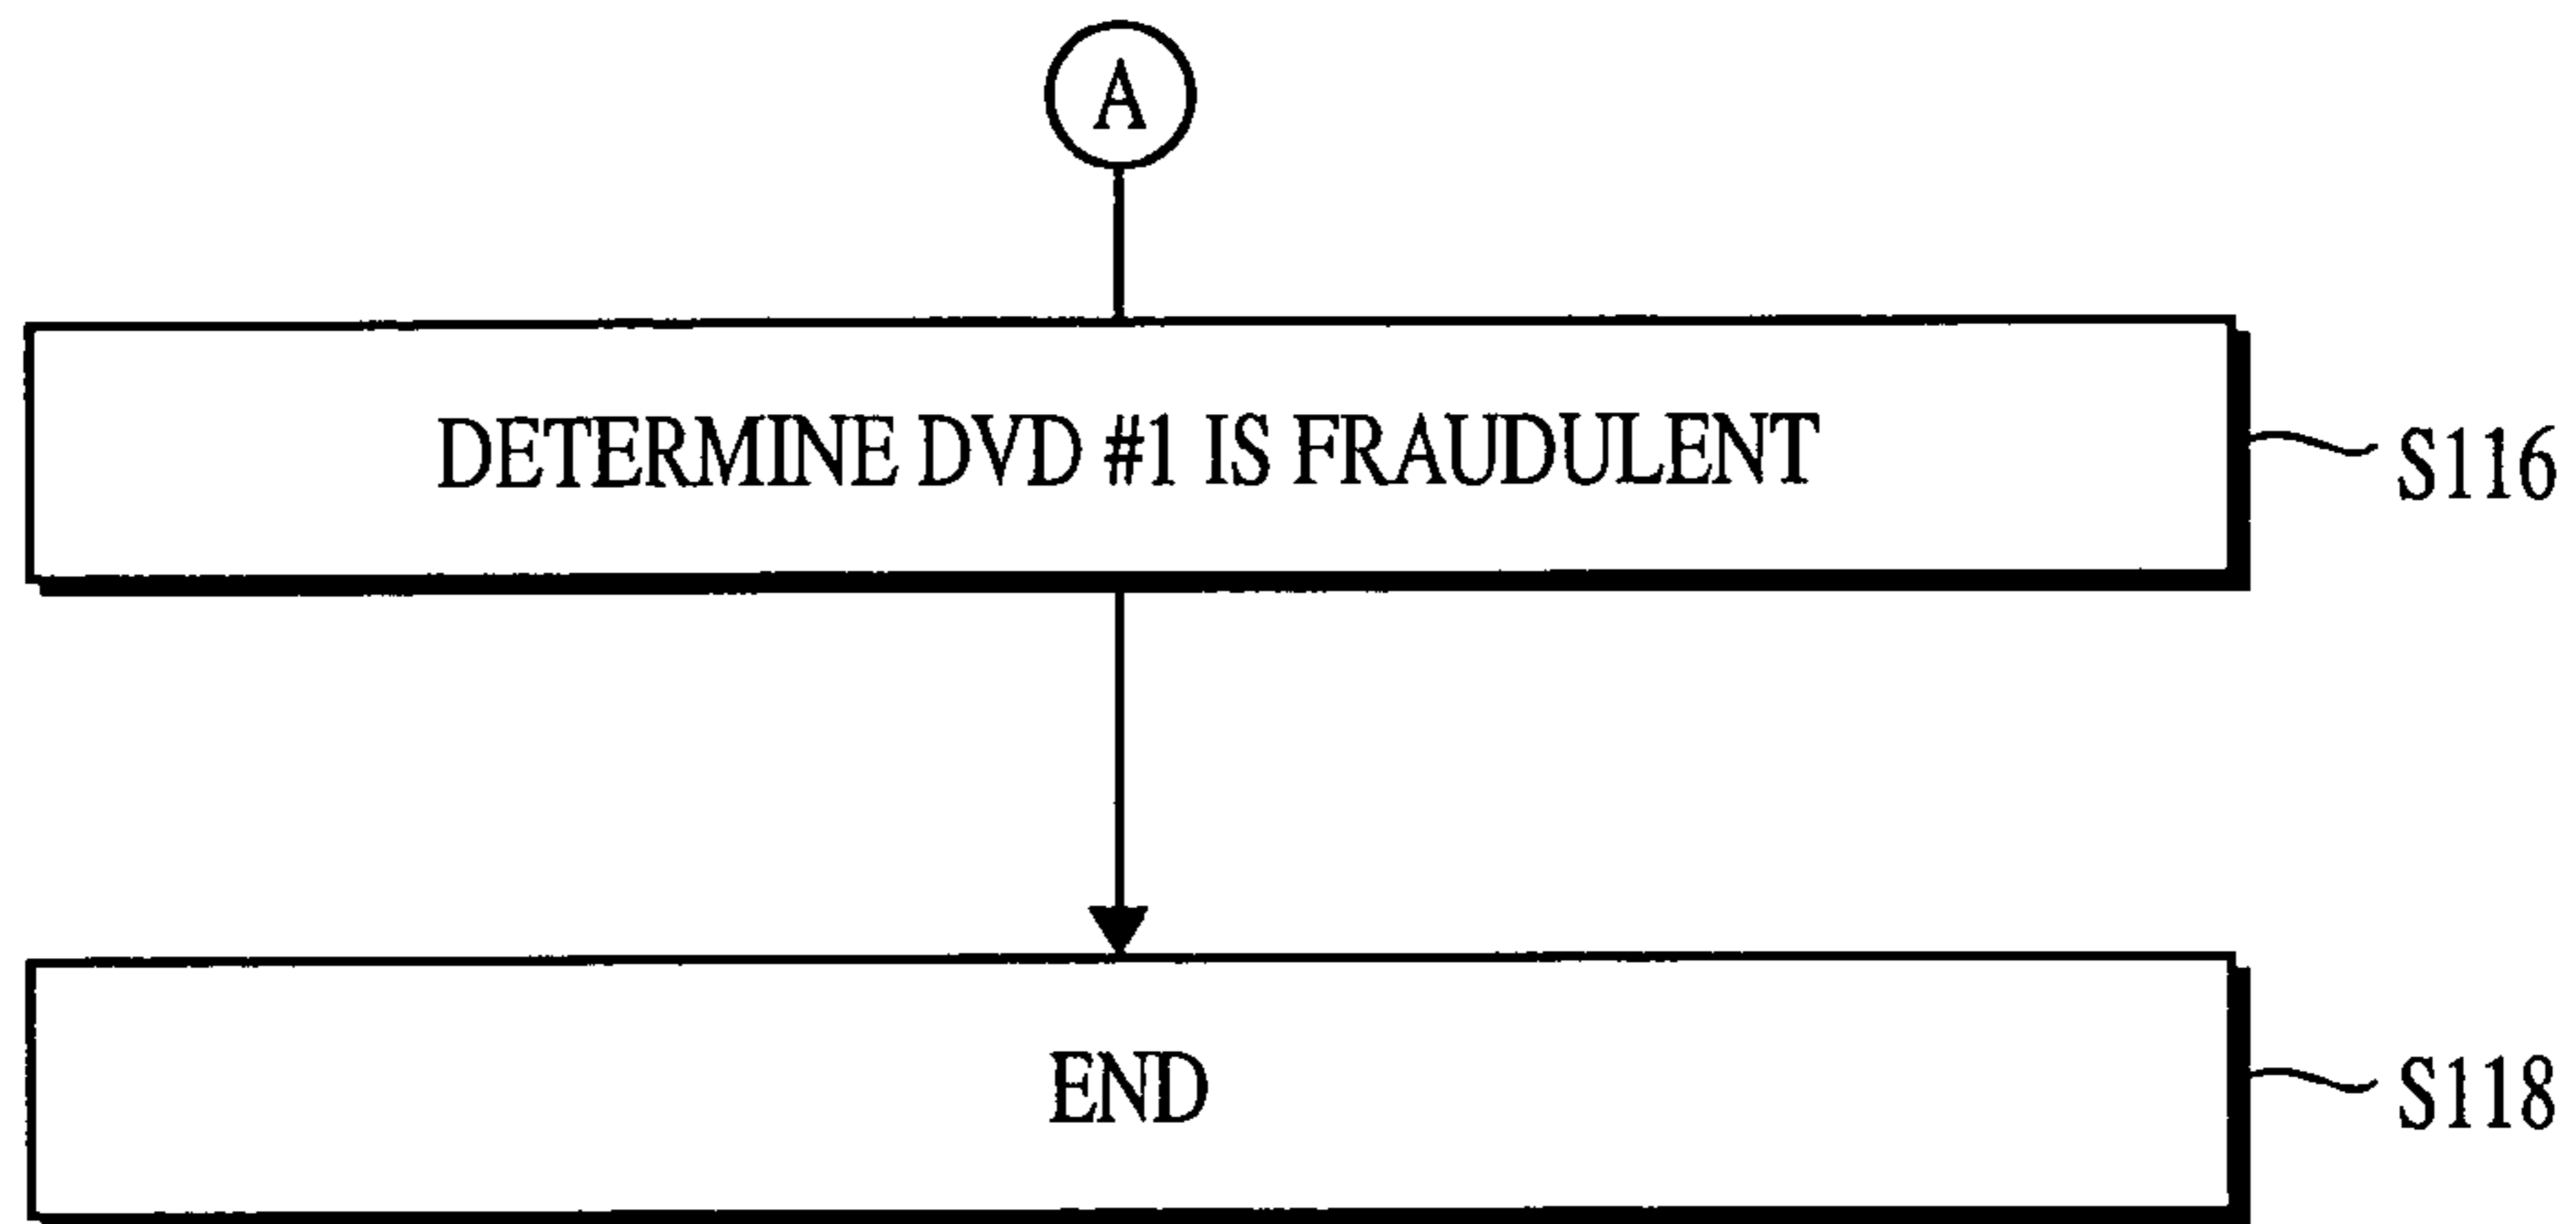 A
DETERMINE DVD #1 IS FRAUDULENT
S116
END
S118